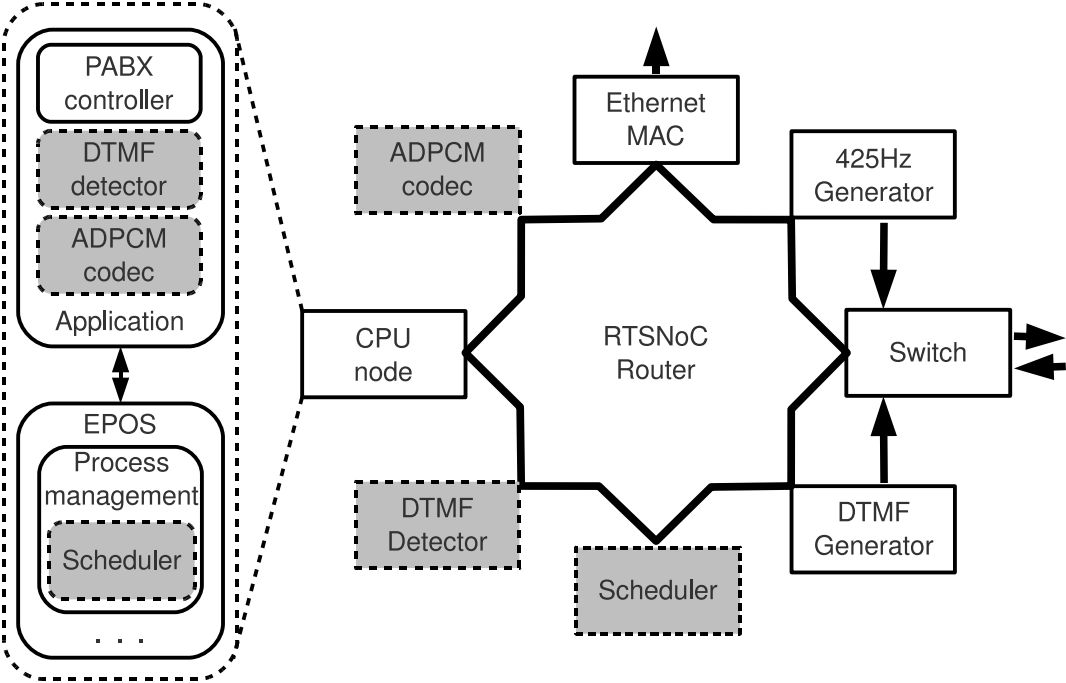 PABX
controller
DTMF
detector
ADPCM
codec
Application
EPOS
Process
management
Scheduler
. . .
Ethernet
MAC
ADPCM
codec
425Hz
Generator
CPU
node
RTSNoC
Router
Switch
DTMF
Detector
DTMF
Generator
Scheduler